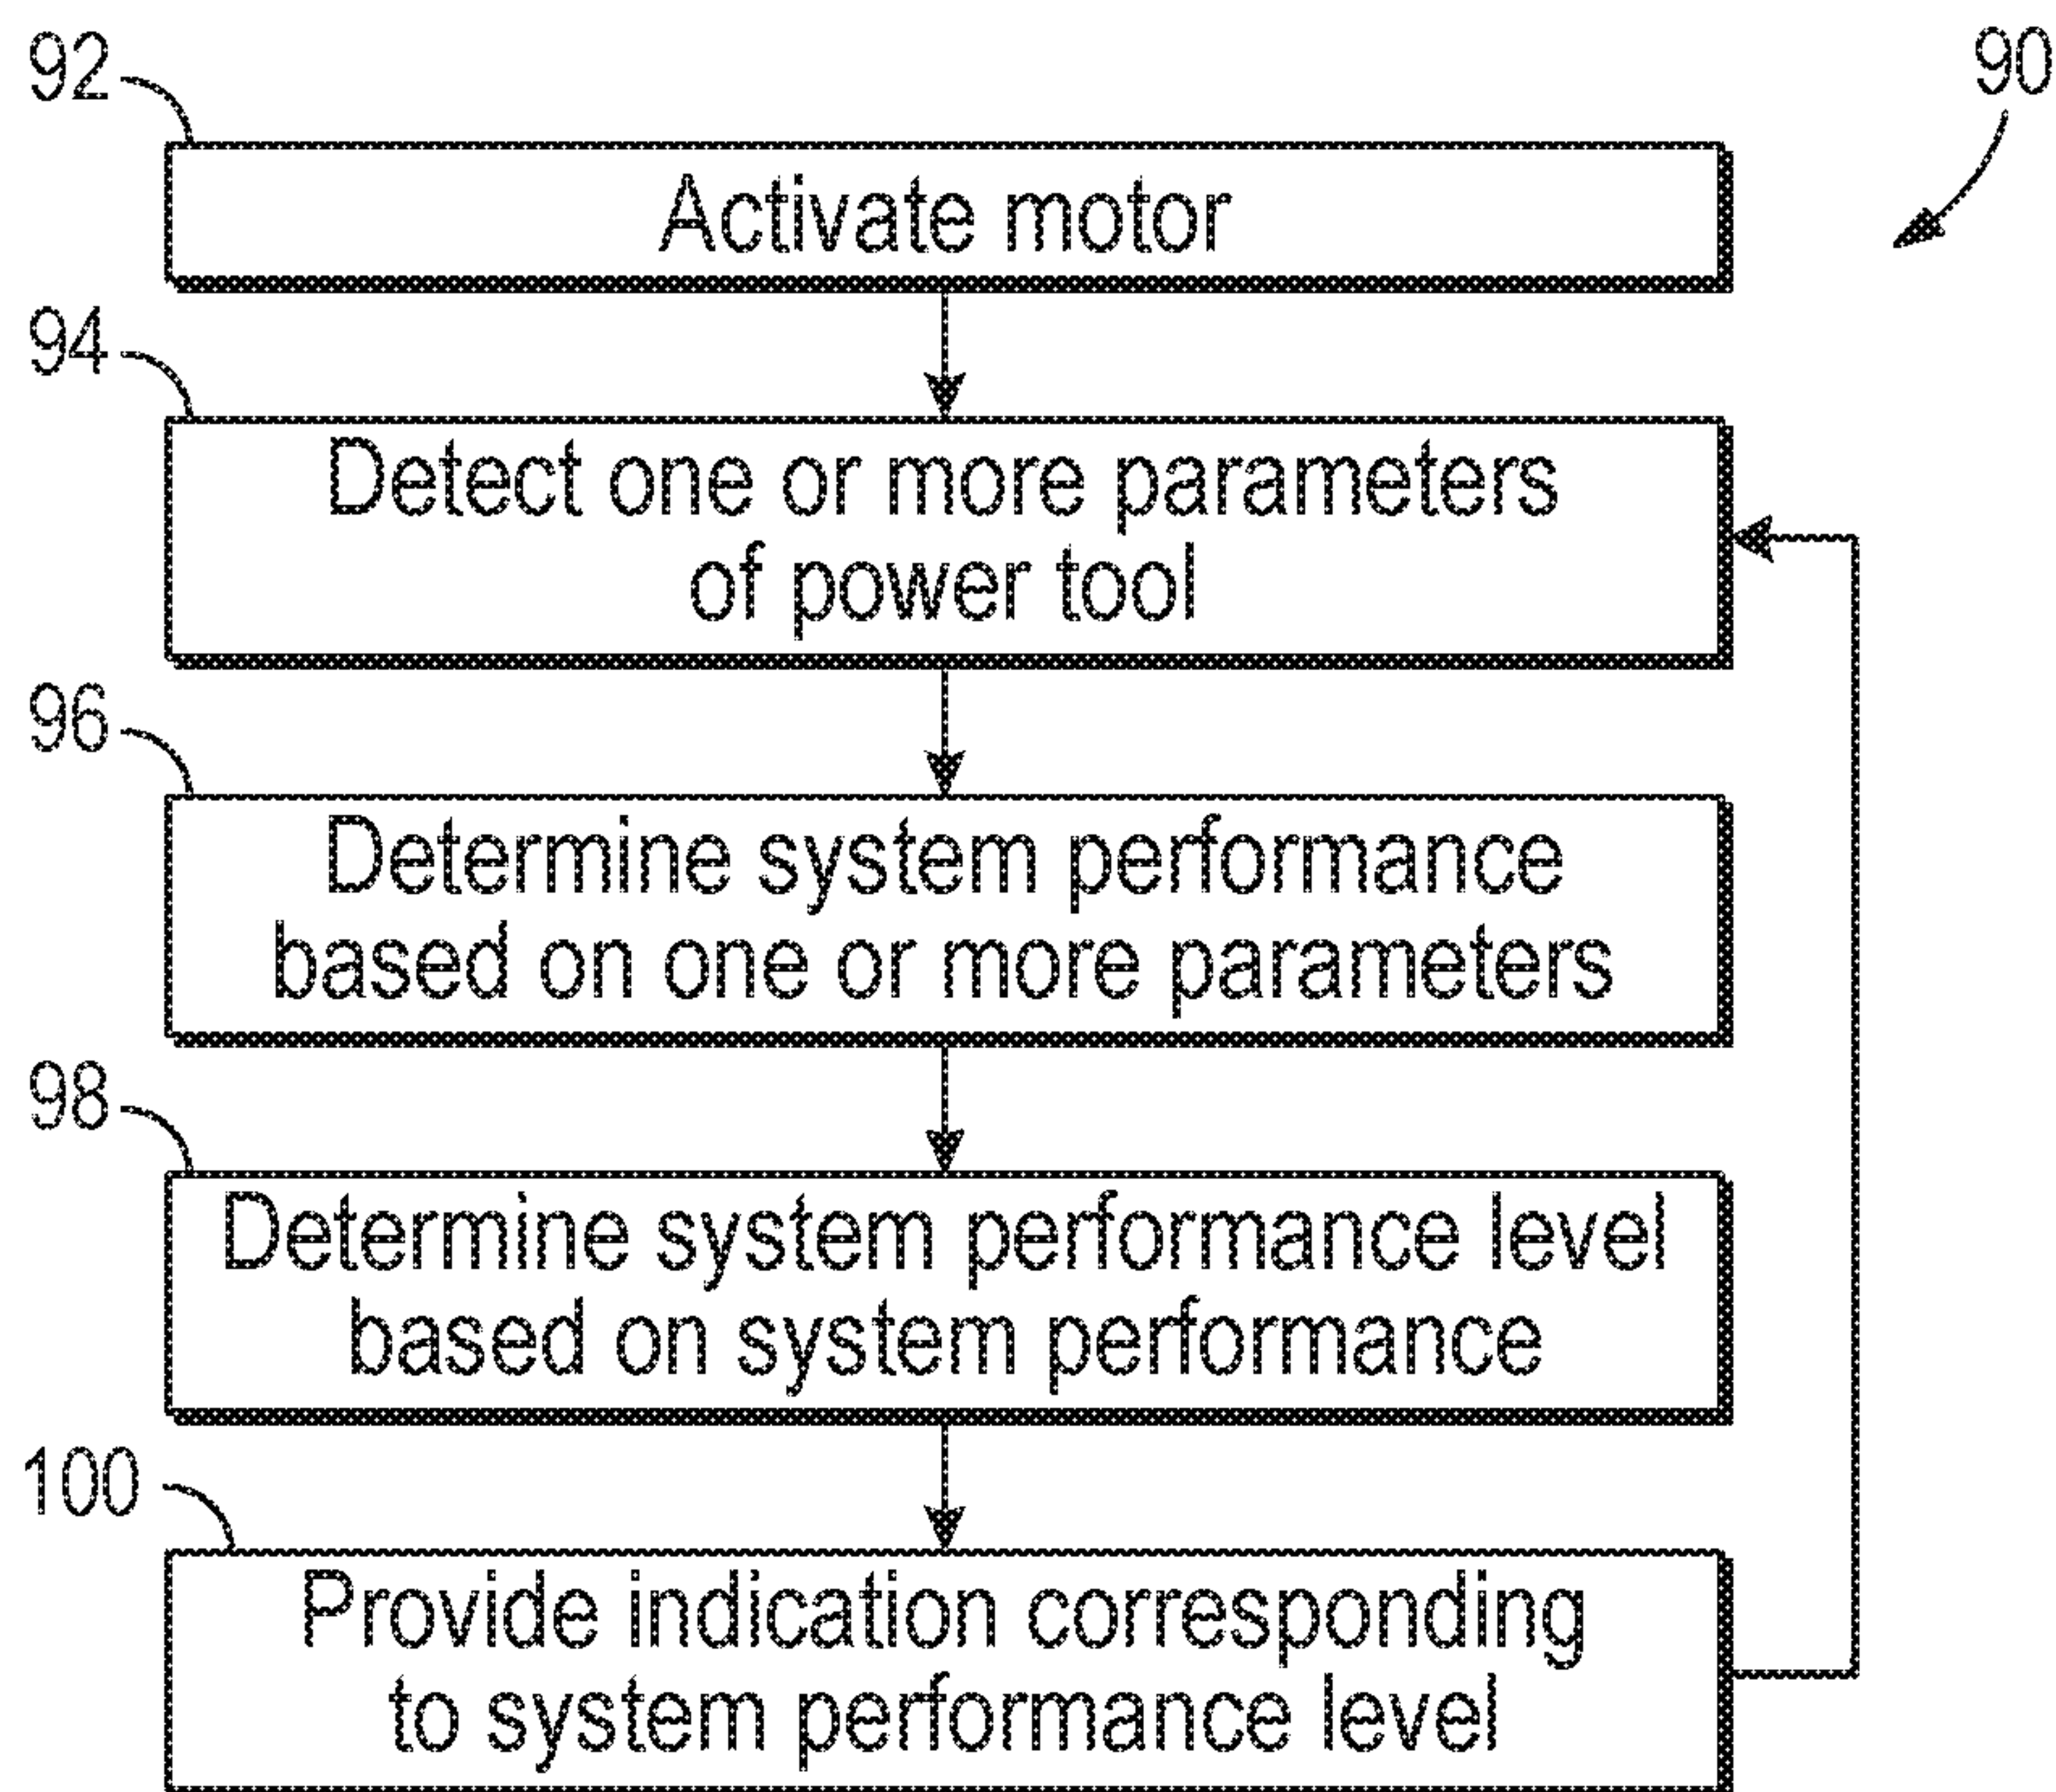 92
90
Activate motor
94
Detect one or more parameters
of power tool
96
Determine system performance
based on one or more parameters
98
Determine system performance level
based on system performance
100
Provide indication corresponding
to system performance level